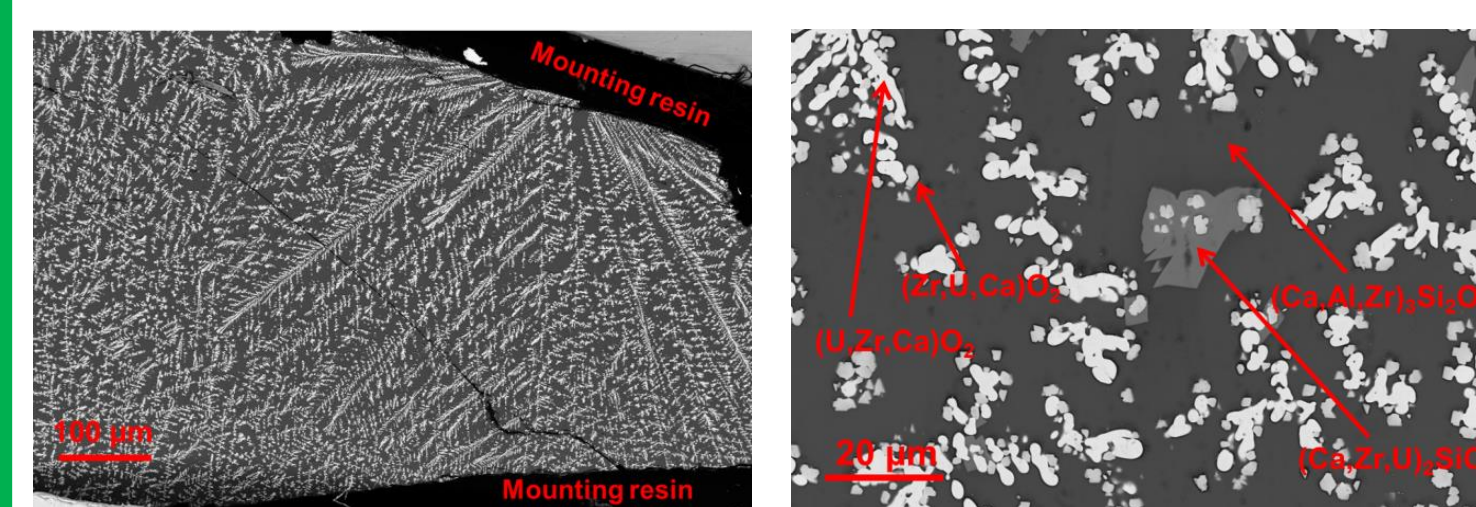 Mounting resin
100 µm
Mounting resin
(Zr,U,Ca)O₂
(Ca,Al,Zr)₃Si₂O
(U,Zr,Ca)O₂
20 µm
(Ca,Zr,U)₂Si